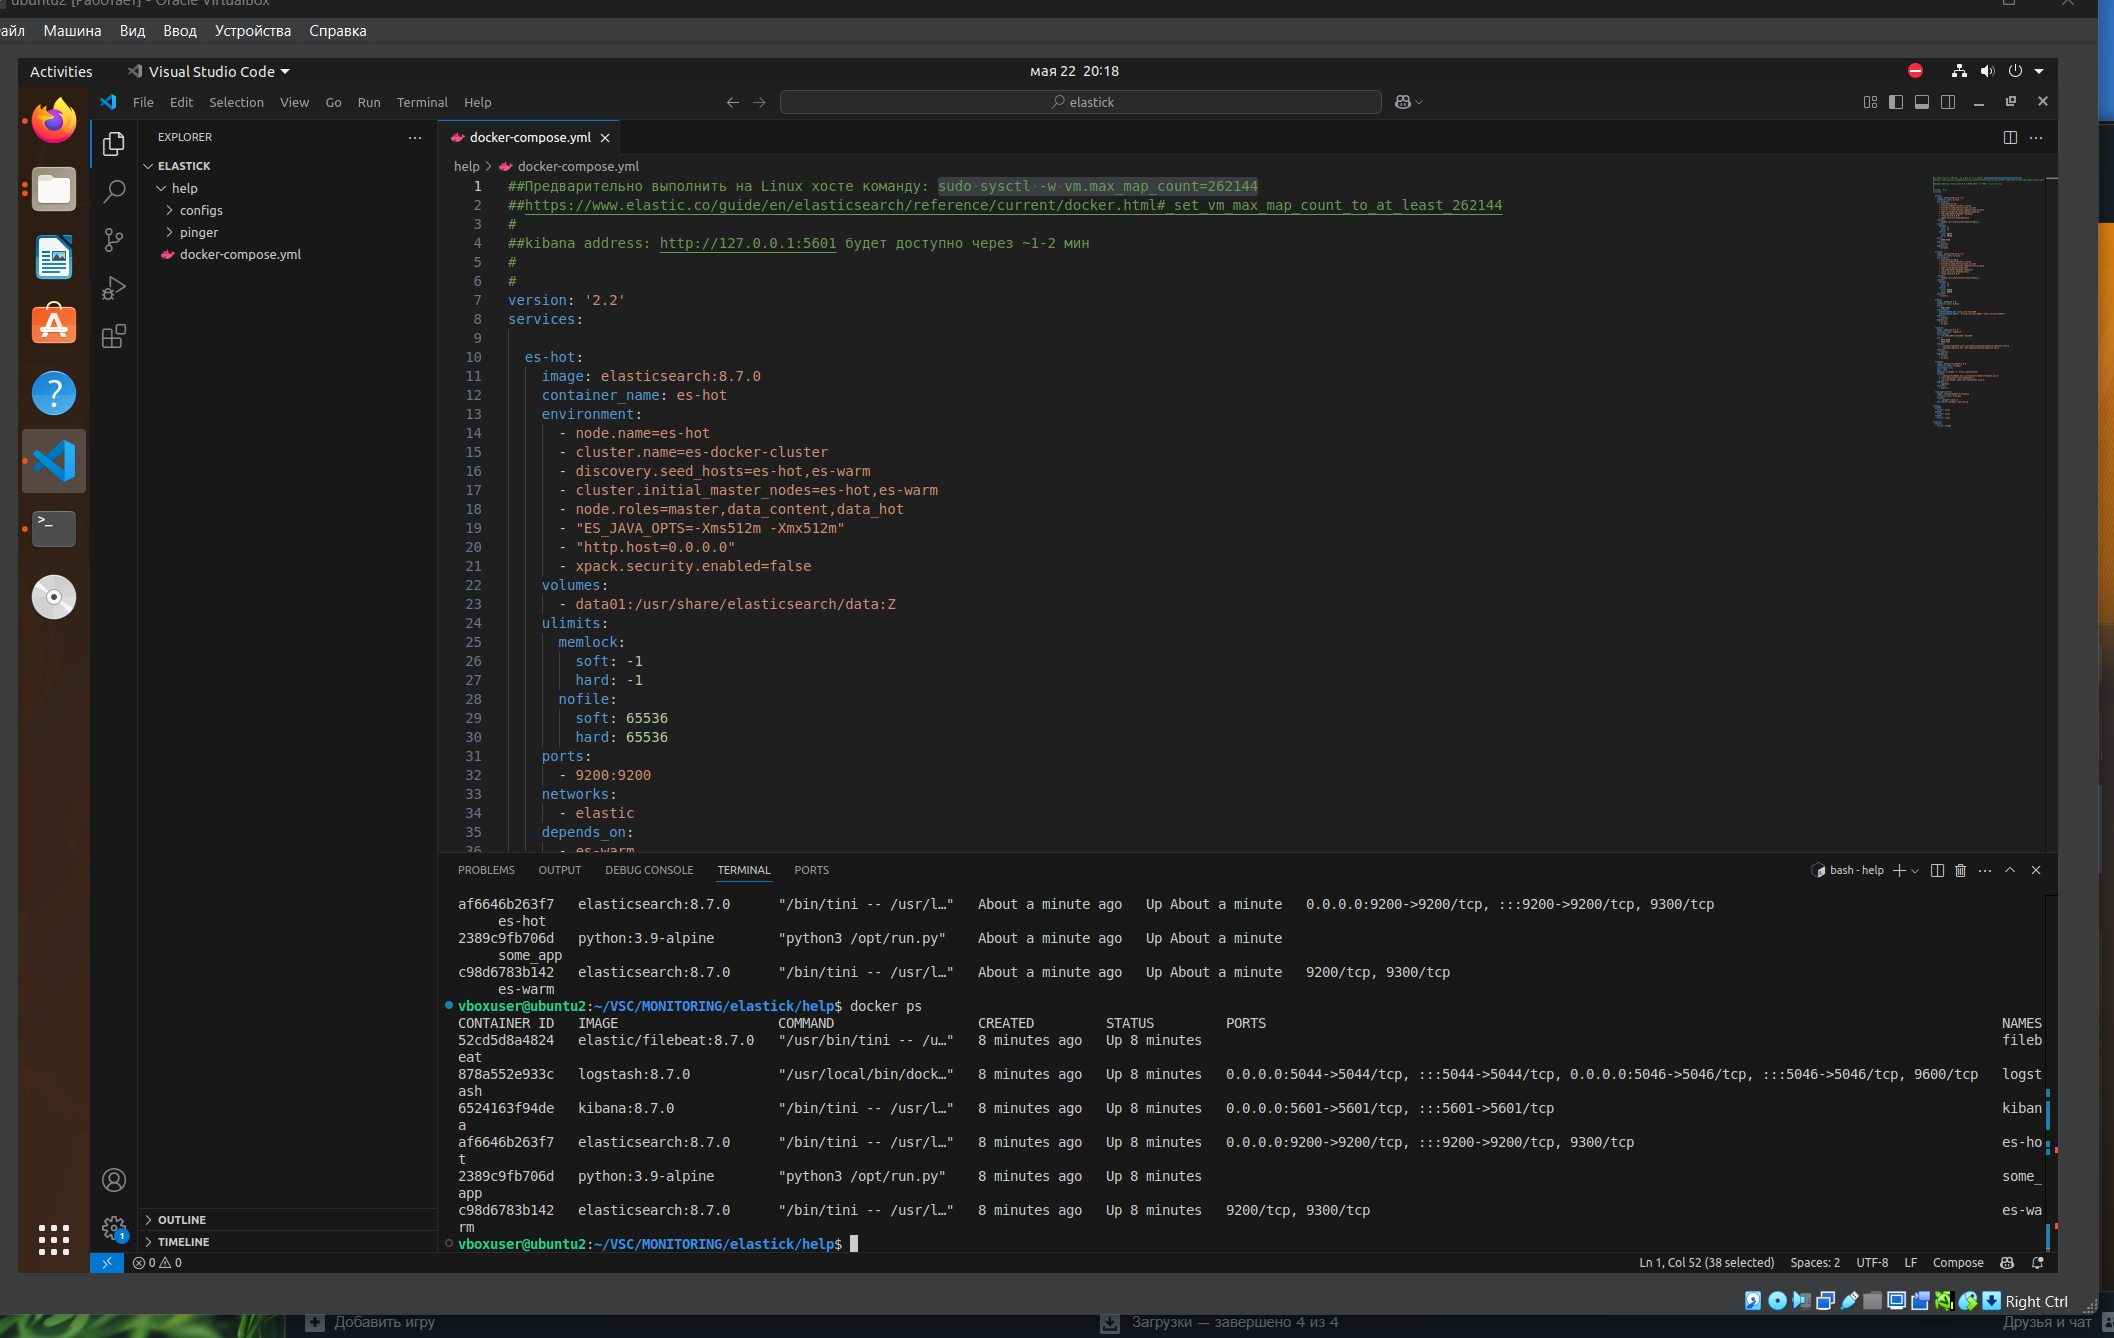 ubuntu2 [Работает] - Oracle VirtualBox
айл Машина Вид Ввод Устройства Справка
Activities Visual Studio Code мая 22 20:18
File Edit Selection View Go Run Terminal Help elastick
EXPLORER
ELASTICK
help
configs
pinger
docker-compose.yml
OUTLINE
TIMELINE
docker-compose.yml
help > docker-compose.yml
1 ##Предварительно выполнить на Linux хосте команду: sudo sysctl -w vm.max_map_count=262144
2 ##https://www.elastic.co/guide/en/elasticsearch/reference/current/docker.html#_set_vm_max_map_count_to_at_least_262144
3 #
4 ##kibana address: http://127.0.0.1:5601 будет доступно через ~1-2 мин
5 #
6 #
7 version: '2.2'
8 services:
9
10 es-hot:
11 image: elasticsearch:8.7.0
12 container_name: es-hot
13 environment:
14 - node.name=es-hot
15 - cluster.name=es-docker-cluster
16 - discovery.seed_hosts=es-hot,es-warm
17 - cluster.initial_master_nodes=es-hot,es-warm
18 - node.roles=master,data_content,data_hot
19 - "ES_JAVA_OPTS=-Xms512m -Xmx512m"
20 - "http.host=0.0.0.0"
21 - xpack.security.enabled=false
22 volumes:
23 - data01:/usr/share/elasticsearch/data:Z
24 ulimits:
25 memlock:
26 soft: -1
27 hard: -1
28 nofile:
29 soft: 65536
30 hard: 65536
31 ports:
32 - 9200:9200
33 networks:
34 - elastic
35 depends_on:
36 - es-warm
PROBLEMS OUTPUT DEBUG CONSOLE TERMINAL PORTS bash - help
af6646b263f7 elasticsearch:8.7.0 "/bin/tini -- /usr/l…" About a minute ago Up About a minute 0.0.0.0:9200->9200/tcp, :::9200->9200/tcp, 9300/tcp
es-hot
2389c9fb706d python:3.9-alpine "python3 /opt/run.py" About a minute ago Up About a minute
some_app
c98d6783b142 elasticsearch:8.7.0 "/bin/tini -- /usr/l…" About a minute ago Up About a minute 9200/tcp, 9300/tcp
es-warm
vboxuser@ubuntu2:~/VSC/MONITORING/elastick/help$ docker ps
CONTAINER ID IMAGE COMMAND CREATED STATUS PORTS NAMES
52cd5d8a4824 elastic/filebeat:8.7.0 "/usr/bin/tini -- /u…" 8 minutes ago Up 8 minutes fileb
eat
878a552e933c logstash:8.7.0 "/usr/local/bin/dock…" 8 minutes ago Up 8 minutes 0.0.0.0:5044->5044/tcp, :::5044->5044/tcp, 0.0.0.0:5046->5046/tcp, :::5046->5046/tcp, 9600/tcp logst
ash
6524163f94de kibana:8.7.0 "/bin/tini -- /usr/l…" 8 minutes ago Up 8 minutes 0.0.0.0:5601->5601/tcp, :::5601->5601/tcp kiban
a
af6646b263f7 elasticsearch:8.7.0 "/bin/tini -- /usr/l…" 8 minutes ago Up 8 minutes 0.0.0.0:9200->9200/tcp, :::9200->9200/tcp, 9300/tcp es-ho
t
2389c9fb706d python:3.9-alpine "python3 /opt/run.py" 8 minutes ago Up 8 minutes some_
app
c98d6783b142 elasticsearch:8.7.0 "/bin/tini -- /usr/l…" 8 minutes ago Up 8 minutes 9200/tcp, 9300/tcp es-wa
rm
vboxuser@ubuntu2:~/VSC/MONITORING/elastick/help$
1
0 0 Ln 1, Col 52 (38 selected) Spaces: 2 UTF-8 LF Compose
Right Ctrl
Добавить игру Загрузки — завершено 4 из 4 Друзья и чат